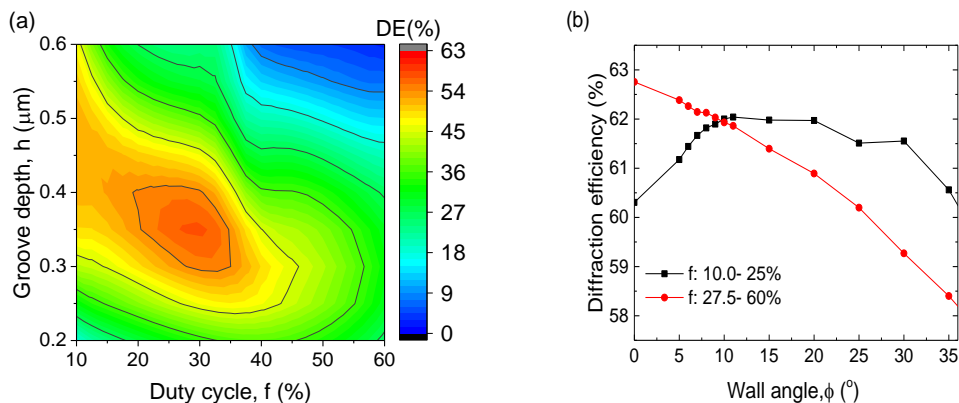 (a)
DE(%)
63
54
45
36
27
18
9
0
0.6
0.5
0.4
0.3
0.2
Groove depth, h (μm)
10 20 30 40 50 60
Duty cycle, f (%)
(b)
63
62
61
60
59
58
Diffraction efficiency (%)
f: 10.0- 25%
f: 27.5- 60%
0 5 10 15 20 25 30 35
Wall angle,ϕ (°)